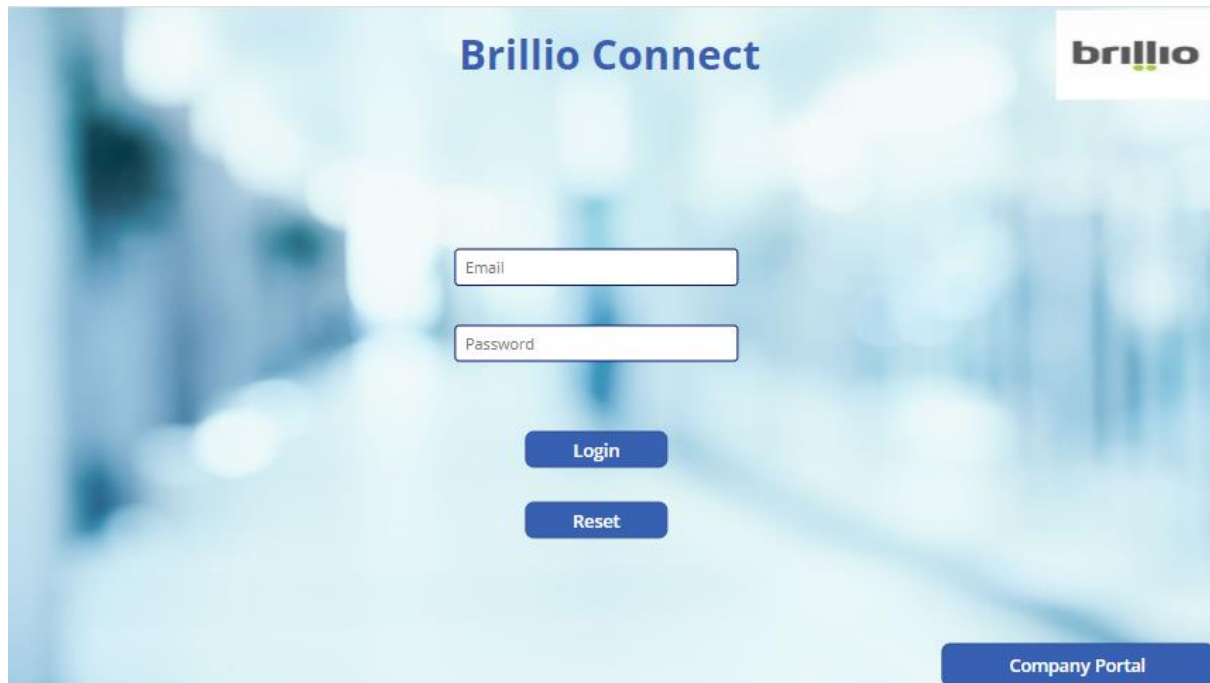 Brillio Connect
brillio
Email
Password
Login
Reset
Company Portal